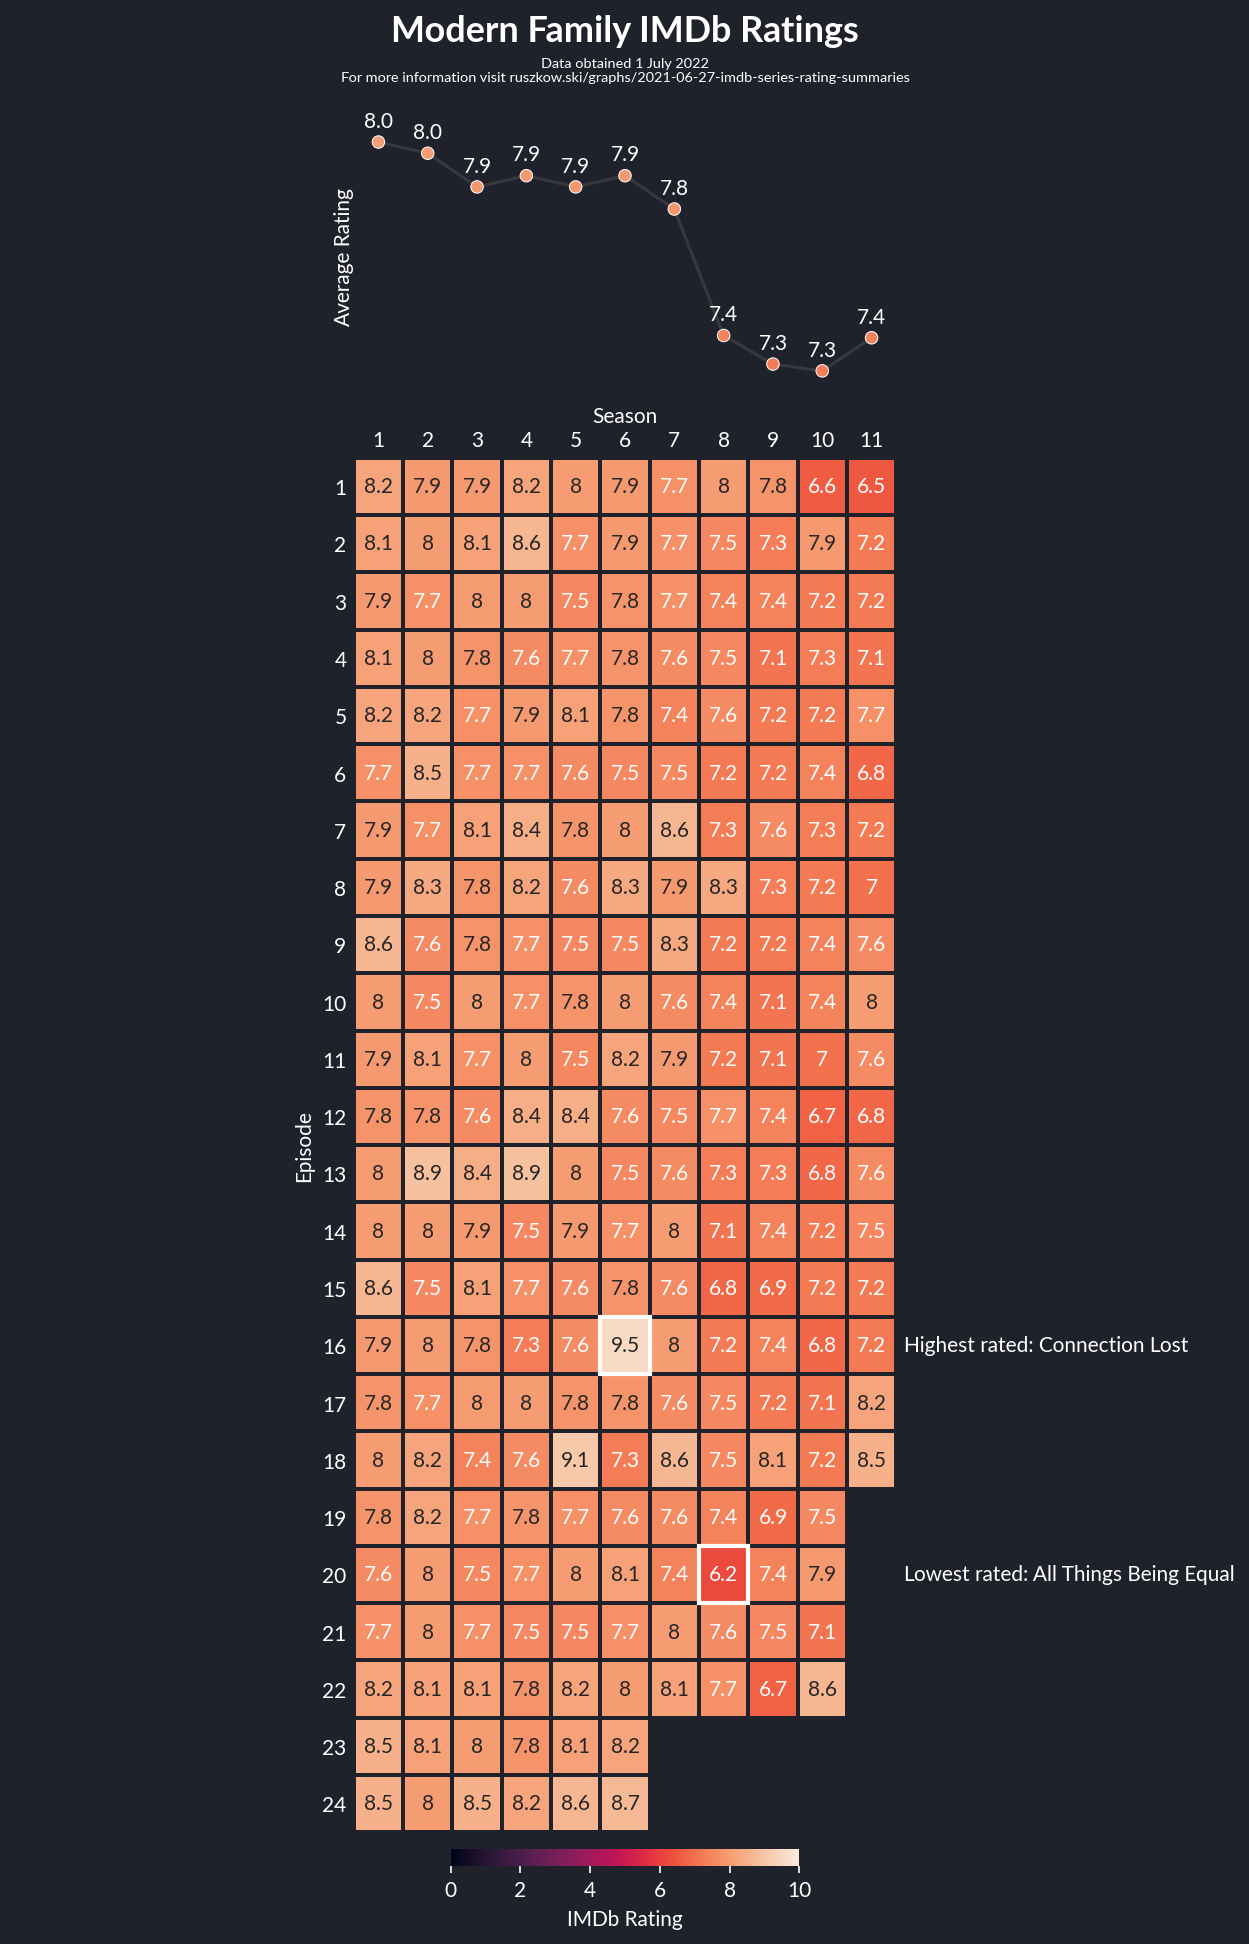 Modern Family IMDb Ratings
Data obtained 1 July 2022
For more information visit ruszkow.ski/graphs/2021-06-27-imdb-series-rating-summaries
8.0 8.0 7.9 7.9 7.9 7.9 7.8 7.4 7.3 7.3 7.4
Average Rating
Season
1 2 3 4 5 6 7 8 9 10 11
1 8.2 7.9 7.9 8.2 8 7.9 7.7 8 7.8 6.6 6.5
2 8.1 8 8.1 8.6 7.7 7.9 7.7 7.5 7.3 7.9 7.2
3 7.9 7.7 8 8 7.5 7.8 7.7 7.4 7.4 7.2 7.2
4 8.1 8 7.8 7.6 7.7 7.8 7.6 7.5 7.1 7.3 7.1
5 8.2 8.2 7.7 7.9 8.1 7.8 7.4 7.6 7.2 7.2 7.7
6 7.7 8.5 7.7 7.7 7.6 7.5 7.5 7.2 7.2 7.4 6.8
7 7.9 7.7 8.1 8.4 7.8 8 8.6 7.3 7.6 7.3 7.2
8 7.9 8.3 7.8 8.2 7.6 8.3 7.9 8.3 7.3 7.2 7
9 8.6 7.6 7.8 7.7 7.5 7.5 8.3 7.2 7.2 7.4 7.6
10 8 7.5 8 7.7 7.8 8 7.6 7.4 7.1 7.4 8
11 7.9 8.1 7.7 8 7.5 8.2 7.9 7.2 7.1 7 7.6
12 7.8 7.8 7.6 8.4 8.4 7.6 7.5 7.7 7.4 6.7 6.8
Episode
13 8 8.9 8.4 8.9 8 7.5 7.6 7.3 7.3 6.8 7.6
14 8 8 7.9 7.5 7.9 7.7 8 7.1 7.4 7.2 7.5
15 8.6 7.5 8.1 7.7 7.6 7.8 7.6 6.8 6.9 7.2 7.2
16 7.9 8 7.8 7.3 7.6 9.5 8 7.2 7.4 6.8 7.2 Highest rated: Connection Lost
17 7.8 7.7 8 8 7.8 7.8 7.6 7.5 7.2 7.1 8.2
18 8 8.2 7.4 7.6 9.1 7.3 8.6 7.5 8.1 7.2 8.5
19 7.8 8.2 7.7 7.8 7.7 7.6 7.6 7.4 6.9 7.5
20 7.6 8 7.5 7.7 8 8.1 7.4 6.2 7.4 7.9 Lowest rated: All Things Being Equal
21 7.7 8 7.7 7.5 7.5 7.7 8 7.6 7.5 7.1
22 8.2 8.1 8.1 7.8 8.2 8 8.1 7.7 6.7 8.6
23 8.5 8.1 8 7.8 8.1 8.2
24 8.5 8 8.5 8.2 8.6 8.7
0 2 4 6 8 10
IMDb Rating